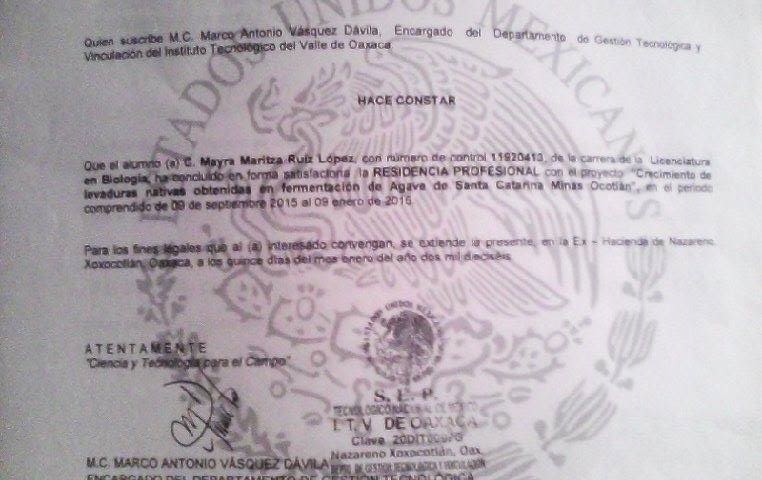 Quien suscribe M.C. Marco Antonio Vásquez Dávila, Encargado del Departamento de Gestión Tecnológica y
Vinculación del Instituto Tecnológico del Valle de Oaxaca
HACE CONSTAR
Que el alumno (a) C. Mayra Maritza Ruiz López, con número de control 11920413, de la carrera de la Licenciatura
en Biología, ha concluido en forma satisfactoria la RESIDENCIA PROFESIONAL con el proyecto "Crecimiento de
levaduras nativas obtenidas en fermentación de Agave de Santa Catarina Minas Ocotlán", en el periodo
comprendido de 09 de septiembre 2015 al 09 enero de 2016.
Para los fines legales que al (a) interesado convengan, se extiende la presente, en la Ex – Hacienda de Nazareno,
Xoxocotlán, Oaxaca, a los quince días del mes enero del año dos mil dieciséis
ESTADOS UNIDOS MEXICANOS
ATENTAMENTE
"Ciencia y Tecnología para el Campo"
ESTADOS UNIDOS MEXICANOS
S. E. P.
TECNOLÓGICO NACIONAL DE MÉXICO
I. T. V. DE OAXACA
Clave
Nazareno Xoxocotlán, Oax.
DEPTO. DE GESTIÓN TECNOLÓGICA Y VINCULACIÓN
M.C. MARCO ANTONIO VÁSQUEZ DÁVILA
ENCARGADO DEL DEPARTAMENTO DE GESTIÓN TECNOLÓGICA